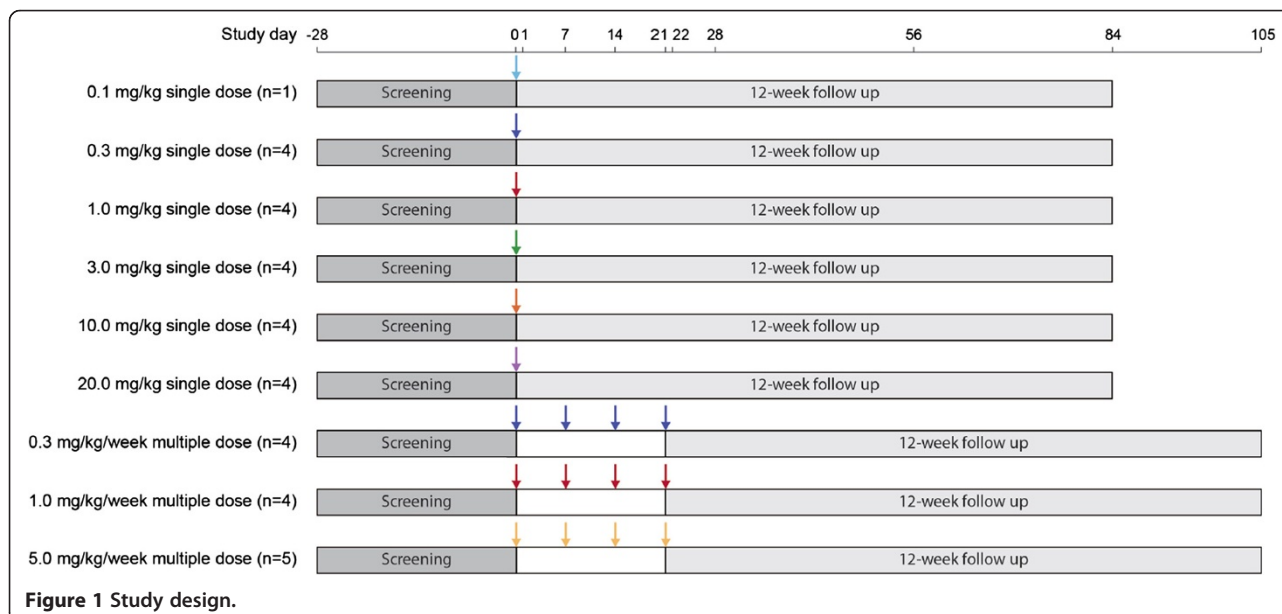 Study day
-28 0 1 7 14 21 22 28 56 84 105
0.1 mg/kg single dose (n=1) Screening 12-week follow up
0.3 mg/kg single dose (n=4) Screening 12-week follow up
1.0 mg/kg single dose (n=4) Screening 12-week follow up
3.0 mg/kg single dose (n=4) Screening 12-week follow up
10.0 mg/kg single dose (n=4) Screening 12-week follow up
20.0 mg/kg single dose (n=4) Screening 12-week follow up
0.3 mg/kg/week multiple dose (n=4) Screening 12-week follow up
1.0 mg/kg/week multiple dose (n=4) Screening 12-week follow up
5.0 mg/kg/week multiple dose (n=5) Screening 12-week follow up
Figure 1 Study design.